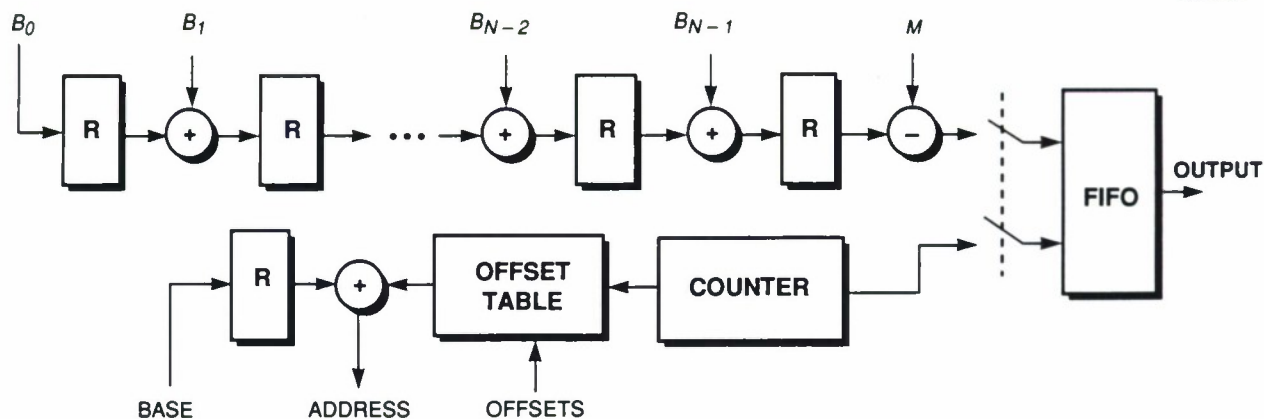 B0 B1 BN-2 BN-1 M
R + R ... + R + R −
FIFO
OUTPUT
R + OFFSET TABLE COUNTER
BASE ADDRESS OFFSETS